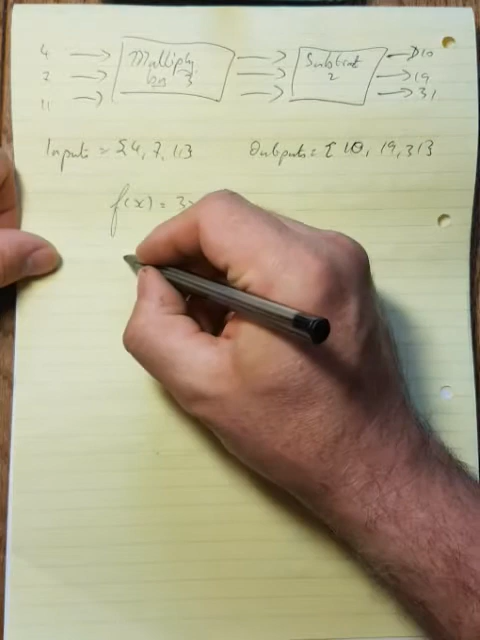 4 Multiply by 3 Subtract 2 10
7 19
11 31
Inputs = {4, 7, 11} Outputs = {10, 19, 31}
f(x) = 3x